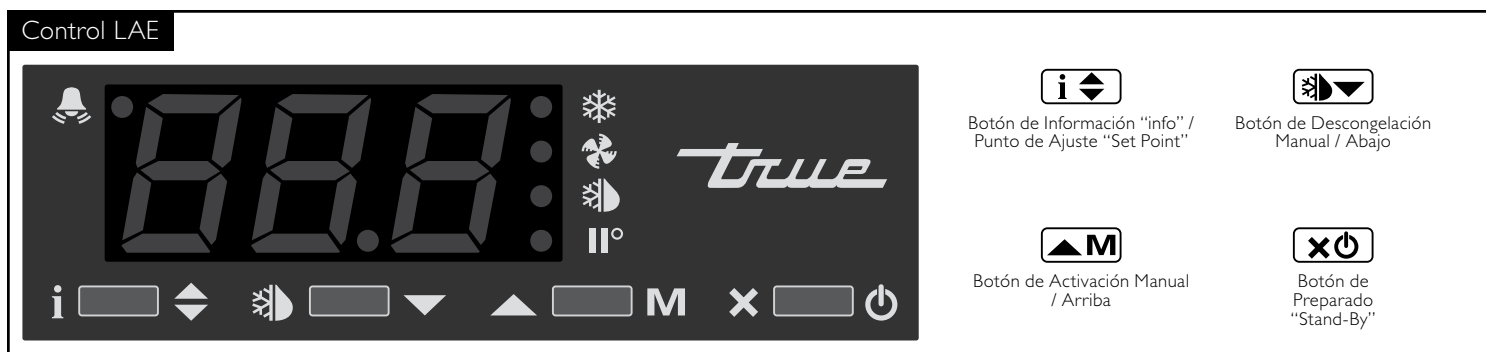 Control LAE
true
i
M
i
Botón de Información “info” /
Punto de Ajuste “Set Point”
Botón de Descongelación
Manual / Abajo
M
Botón de Activación Manual
/ Arriba
Botón de
Preparado
“Stand-By”